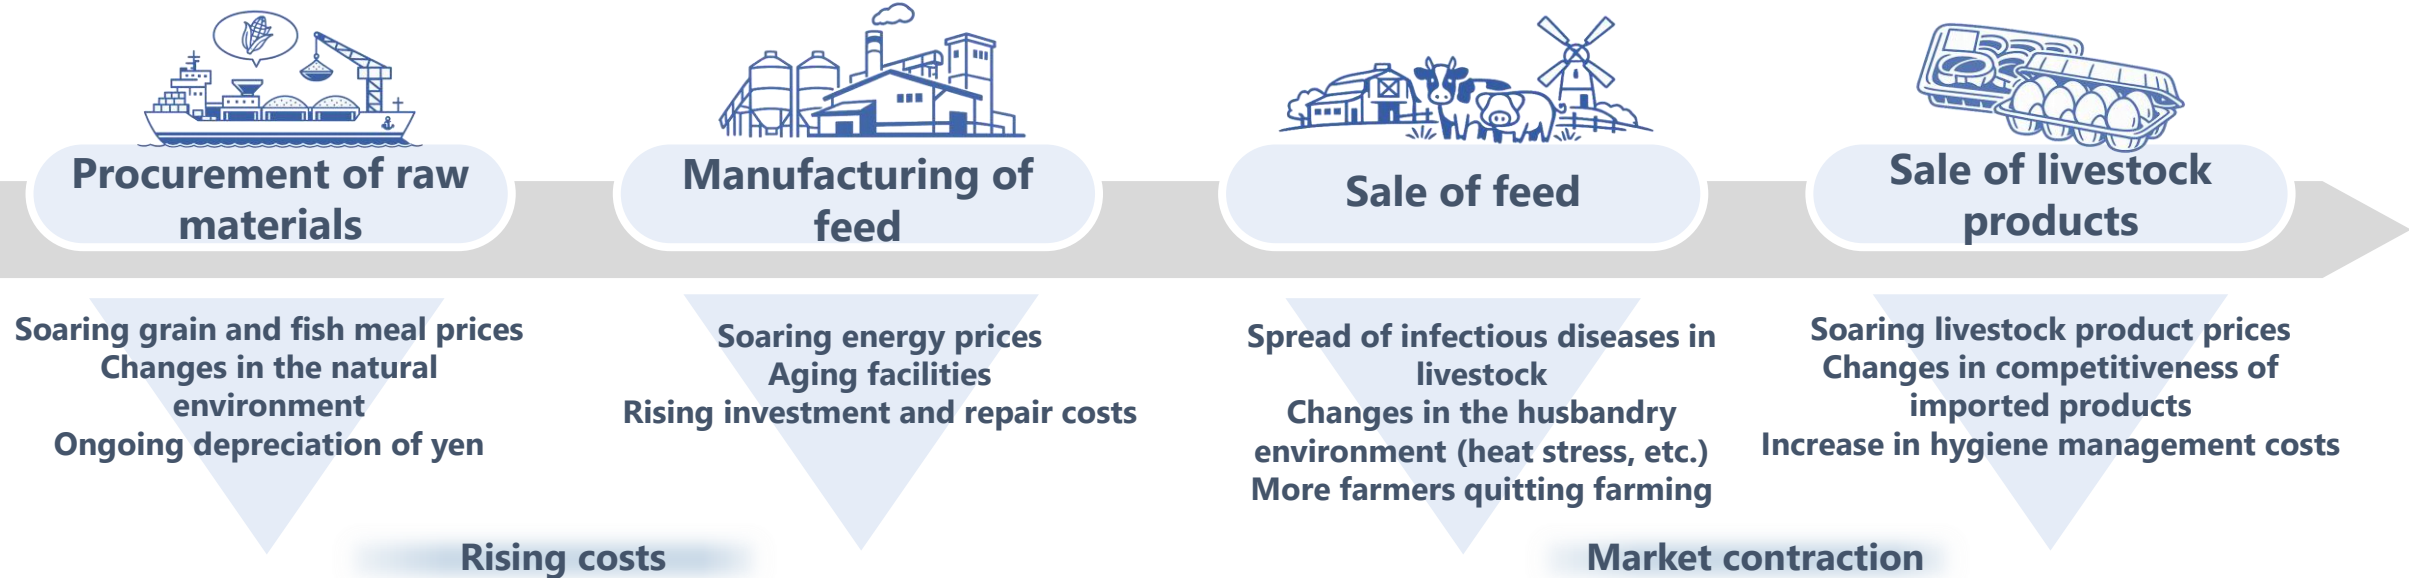 Procurement of raw
materials
Manufacturing of
feed
Sale of feed
Sale of livestock
products
Soaring grain and fish meal prices
Changes in the natural
environment
Ongoing depreciation of yen
Soaring energy prices
Aging facilities
Rising investment and repair costs
Spread of infectious diseases in
livestock
Changes in the husbandry
environment (heat stress, etc.)
More farmers quitting farming
Soaring livestock product prices
Changes in competitiveness of
imported products
Increase in hygiene management costs
Rising costs
Market contraction